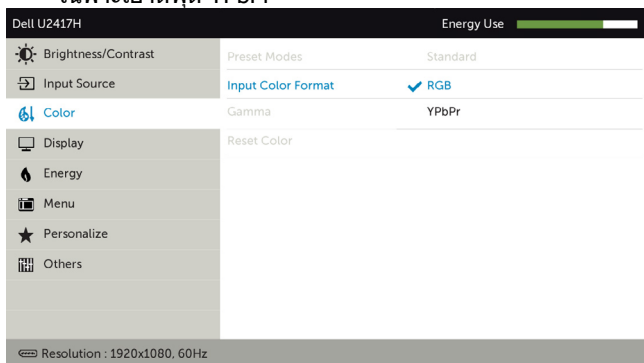 Dell U2417H
Energy Use
Brightness/Contrast
Preset Modes
Standard
Input Source
Input Color Format
RGB
Color
Gamma
YPbPr
Display
Reset Color
Energy
Menu
Personalize
Others
Resolution : 1920x1080, 60Hz